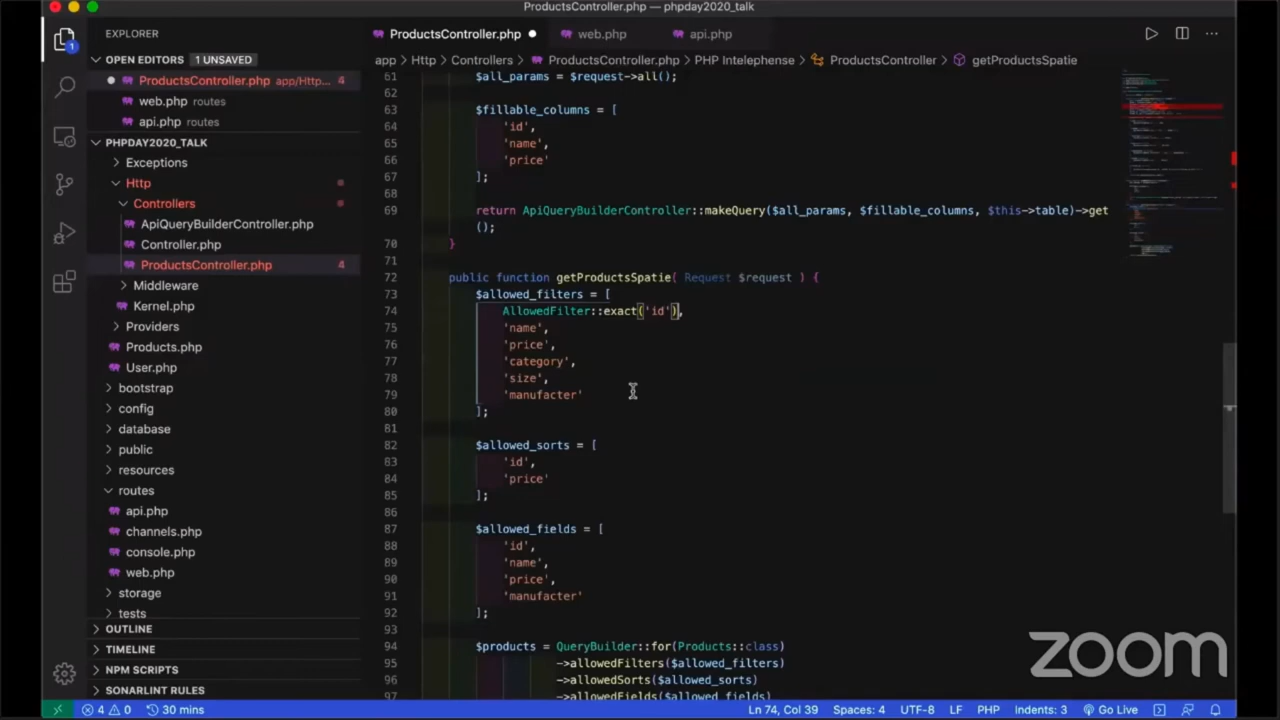 ProductsController.php — phpday2020_talk
EXPLORER
OPEN EDITORS 1 UNSAVED
ProductsController.php app/Http... 4
web.php routes
api.php routes
PHPDAY2020_TALK
Exceptions
Http
Controllers
ApiQueryBuilderController.php
Controller.php
ProductsController.php 4
Middleware
Kernel.php
Providers
Products.php
User.php
bootstrap
config
database
public
resources
routes
api.php
channels.php
console.php
web.php
storage
tests
OUTLINE
TIMELINE
NPM SCRIPTS
SONARLINT RULES
1
ProductsController.php
web.php
api.php
app > Http > Controllers > ProductsController.php > PHP Intelephense > ProductsController > getProductsSpatie
61 $all_params = $request->all();
62
63 $fillable_columns = [
64 'id',
65 'name',
66 'price'
67 ];
68
69 return ApiQueryBuilderController::makeQuery($all_params, $fillable_columns, $this->table)->get
();
70 }
71
72 public function getProductsSpatie( Request $request ) {
73 $allowed_filters = [
74 AllowedFilter::exact('id'),
75 'name',
76 'price',
77 'category',
78 'size',
79 'manufacter'
80 ];
81
82 $allowed_sorts = [
83 'id',
84 'price'
85 ];
86
87 $allowed_fields = [
88 'id',
89 'name',
90 'price',
91 'manufacter'
92 ];
93
94 $products = QueryBuilder::for(Products::class)
95 ->allowedFilters($allowed_filters)
96 ->allowedSorts($allowed_sorts)
97 ->allowedFields($allowed_fields)
zoom
4 0 30 mins
Ln 74, Col 39 Spaces: 4 UTF-8 LF PHP Indents: 3 Go Live